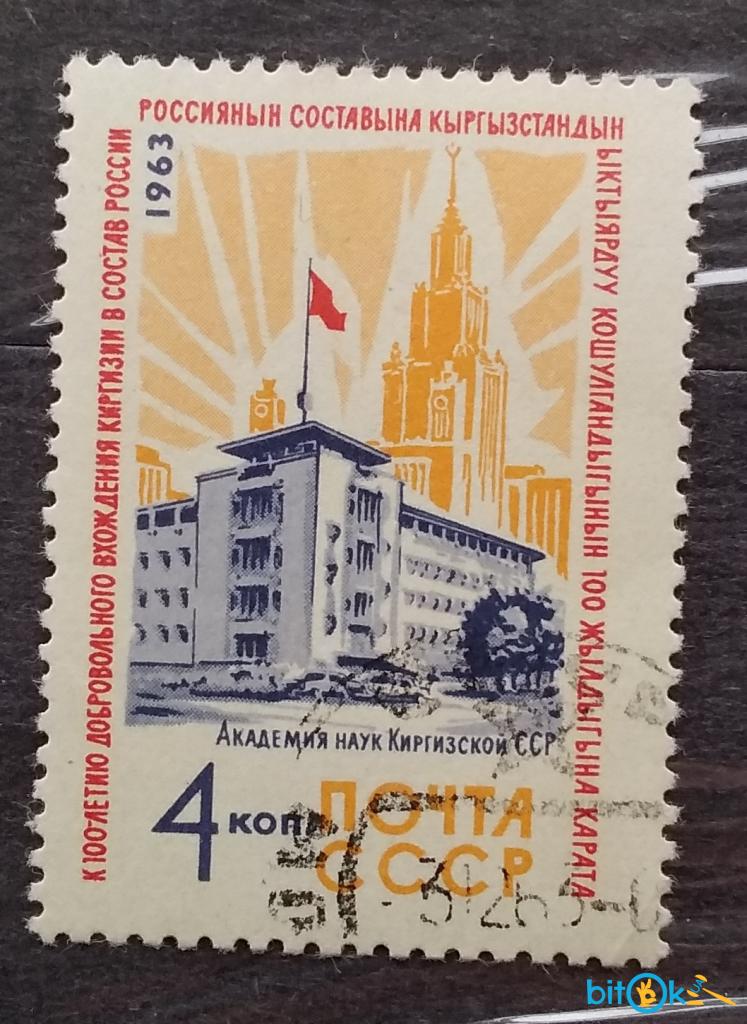 РОССИЯНЫН СОСТАВЫНА КЫРГЫЗСТАНДЫН
ЫКТЫЯРДУУ КОШУЛГАНДЫГЫНЫН 100 ЖЫЛДЫГЫНА КАРАТА
К 100-ЛЕТИЮ ДОБРОВОЛЬНОГО ВХОЖДЕНИЯ КИРГИЗИИ В СОСТАВ РОССИИ
1963
АКАДЕМИЯ НАУК КИРГИЗСКОЙ ССР
4 КОП.
ПОЧТА
СССР
bitOk